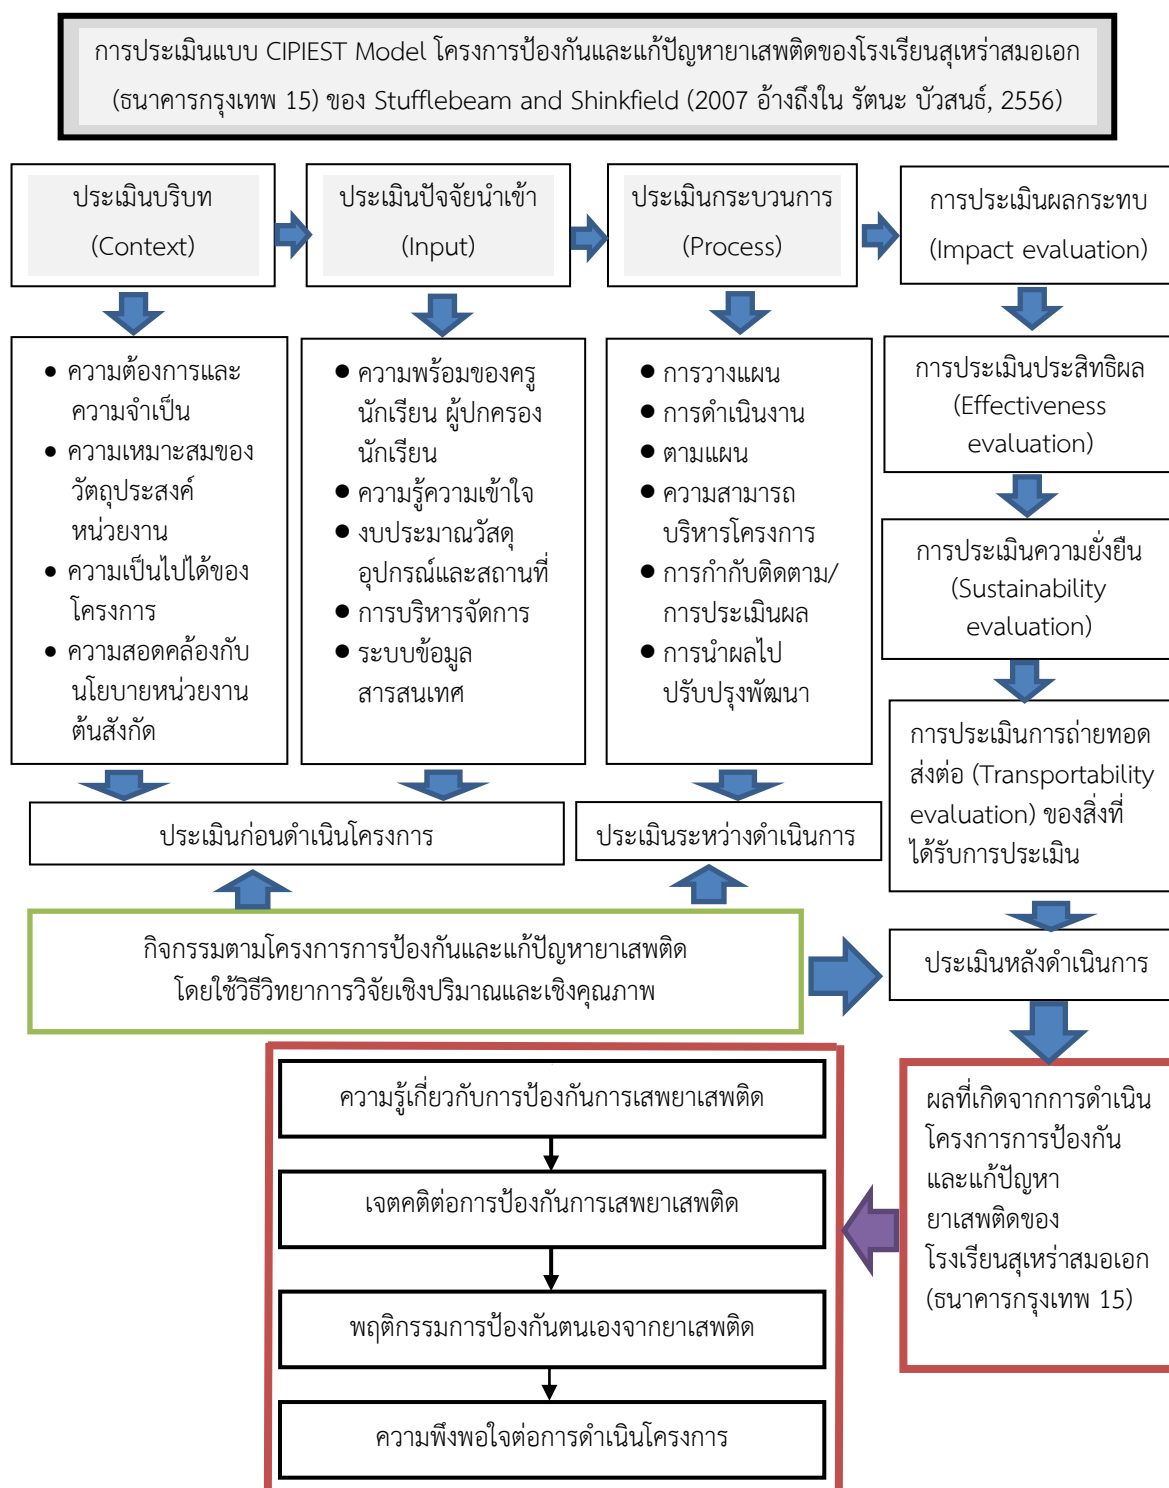 การประเมินแบบ CIPIEST Model โครงการป้องกันและแก้ปัญหายาเสพติดของโรงเรียนสุเหร่าสมอเอก
(ธนาคารกรุงเทพ 15) ของ Stufflebeam and Shinkfield (2007 อ้างถึงใน รัตนะ บัวสนธ์, 2556)
ประเมินบริบท
(Context)
ประเมินปัจจัยนำเข้า
(Input)
ประเมินกระบวนการ
(Process)
การประเมินผลกระทบ
(Impact evaluation)
● ความต้องการและ
ความจำเป็น
● ความเหมาะสมของ
วัตถุประสงค์
หน่วยงาน
● ความเป็นไปได้ของ
โครงการ
● ความสอดคล้องกับ
นโยบายหน่วยงาน
ต้นสังกัด
● ความพร้อมของครู
นักเรียน ผู้ปกครอง
นักเรียน
● ความรู้ความเข้าใจ
● งบประมาณวัสดุ
อุปกรณ์และสถานที่
● การบริหารจัดการ
● ระบบข้อมูล
สารสนเทศ
● การวางแผน
● การดำเนินงาน
● ตามแผน
● ความสามารถ
บริหารโครงการ
● การกำกับติดตาม/
การประเมินผล
● การนำผลไป
ปรับปรุงพัฒนา
การประเมินประสิทธิผล
(Effectiveness
evaluation)
การประเมินความยั่งยืน
(Sustainability
evaluation)
การประเมินการถ่ายทอด
ส่งต่อ (Transportability
evaluation) ของสิ่งที่
ได้รับการประเมิน
ประเมินก่อนดำเนินโครงการ
ประเมินระหว่างดำเนินการ
กิจกรรมตามโครงการการป้องกันและแก้ปัญหายาเสพติด
โดยใช้วิธีวิทยาการวิจัยเชิงปริมาณและเชิงคุณภาพ
ประเมินหลังดำเนินการ
ผลที่เกิดจากการดำเนิน
โครงการการป้องกัน
และแก้ปัญหา
ยาเสพติดของ
โรงเรียนสุเหร่าสมอเอก
(ธนาคารกรุงเทพ 15)
ความรู้เกี่ยวกับการป้องกันการเสพยาเสพติด
เจตคติต่อการป้องกันการเสพยาเสพติด
พฤติกรรมการป้องกันตนเองจากยาเสพติด
ความพึงพอใจต่อการดำเนินโครงการ